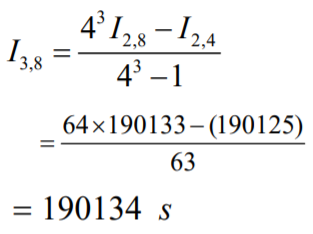 I_{3,8} = \frac{4^3 I_{2,8} - I_{2,4}}{4^3 - 1}
= \frac{64 \times 190133 - (190125)}{63}
= 190134 s